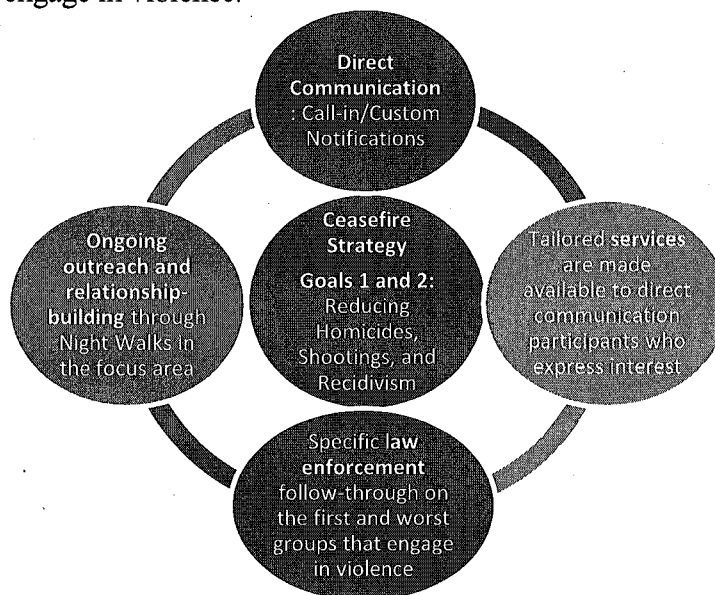 engage in violence.
Direct
Communication
: Call-in/Custom
Notifications
Ongoing
outreach and
relationship-
building through
Night Walks in
the focus area
Ceasefire
Strategy
Goals 1 and 2:
Reducing
Homicides,
Shootings, and
Recidivism
Tailored services
are made
available to direct
communication
participants who
express interest
Specific law
enforcement
follow-through on
the first and worst
groups that engage
in violence